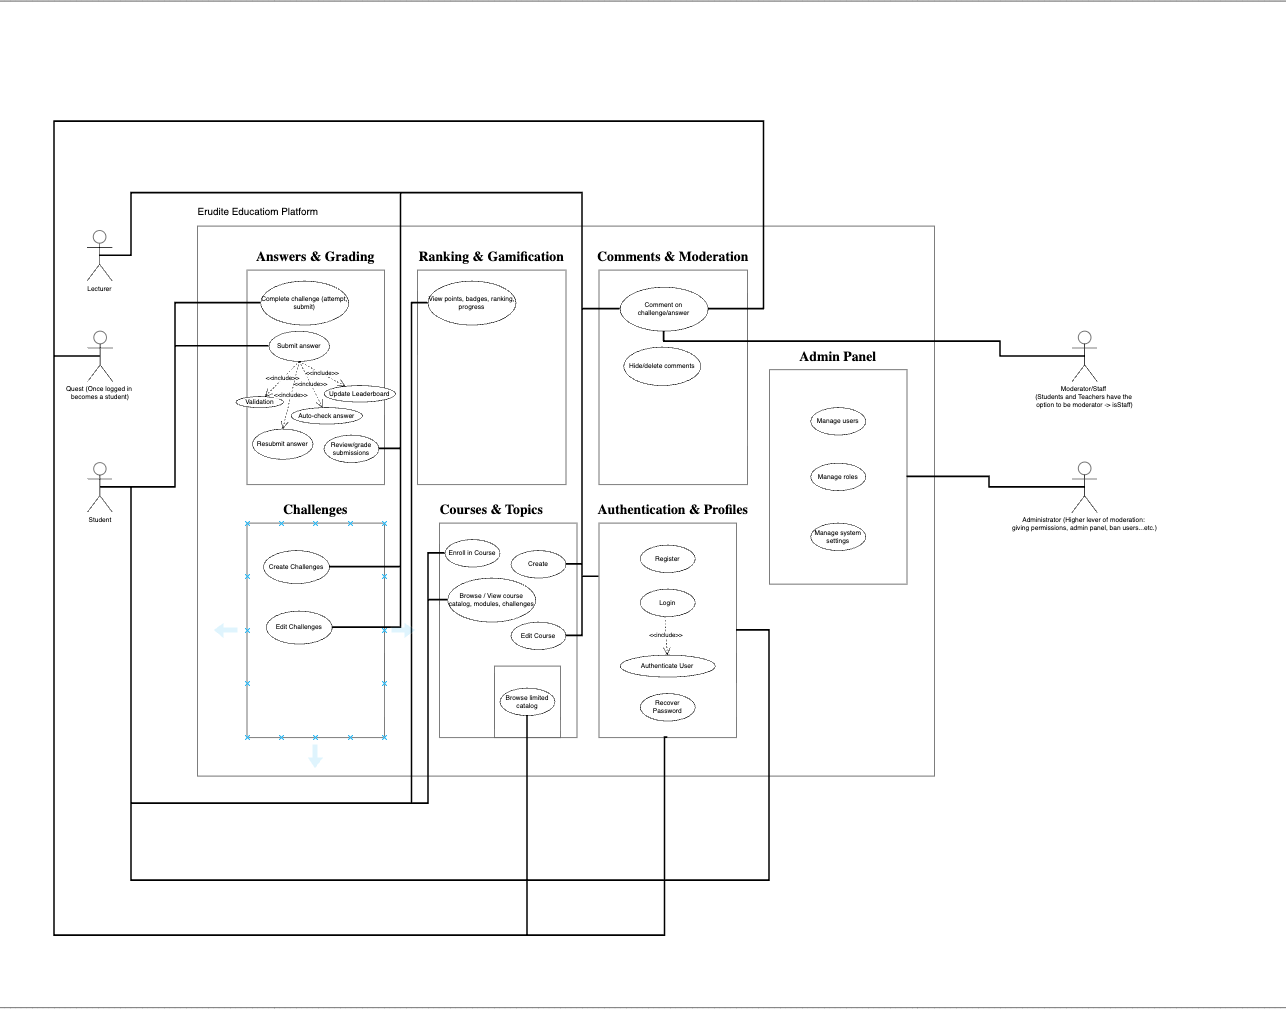 Erudite Educatiom Platform
Answers & Grading
Ranking & Gamification
Comments & Moderation
Lecturer
Complete challenge (attempt,
submit)
View points, badges, ranking,
progress
Comment on
challenge/answer
Submit answer
Hide/delete comments
Admin Panel
<<include>>
<<include>>
<<include>>
<<include>>
Update Leaderboard
Validation
Auto-check answer
Resubmit answer
Review/grade
submissions
Quest (Once logged in
becomes a student)
Moderator/Staff
(Students and Teachers have the
option to be moderator -> isStaff)
Manage users
Manage roles
Manage system
settings
Student
Administrator (Higher lever of moderation:
giving permissions, admin panel, ban users...etc.)
Challenges
Courses & Topics
Authentication & Profiles
Create Challenges
Edit Challenges
Enroll in Course
Create
Browse / View course
catalog, modules, challenges
Edit Course
Browse limited
catalog
Register
Login
<<include>>
Authenticate User
Recover
Password